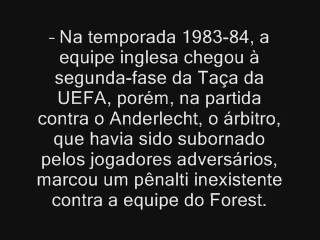 - Na temporada 1983-84, a
equipe inglesa chegou à
segunda-fase da Taça da
UEFA, porém, na partida
contra o Anderlecht, o árbitro,
que havia sido subornado
pelos jogadores adversários,
marcou um pênalti inexistente
contra a equipe do Forest.